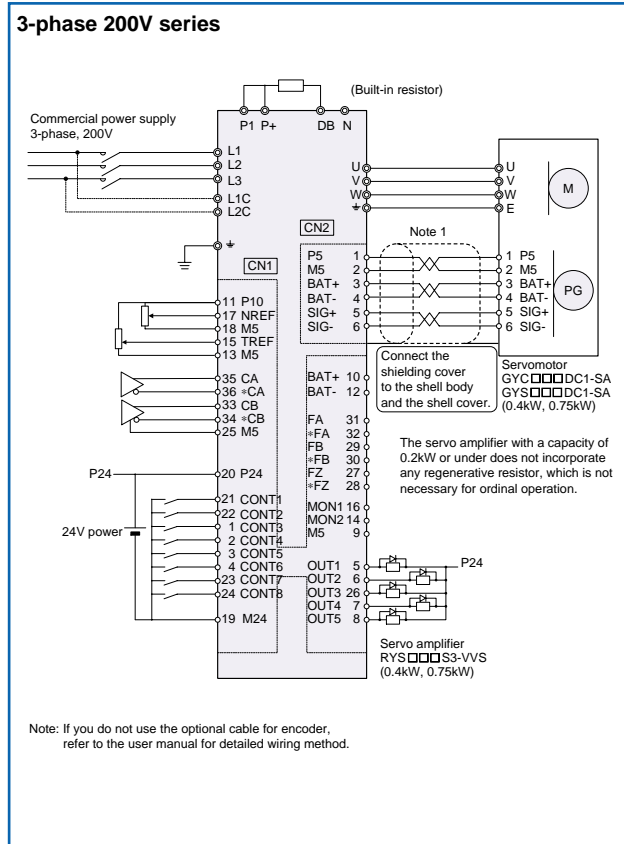 3-phase 200V series
(Built-in resistor)
Commercial power supply
3-phase, 200V
P1 P+ DB N
L1
L2
L3
L1C
L2C
U
V
W
U
V
W
E
M
CN2
Note 1
CN1
P5 1
M5 2
BAT+ 3
BAT- 4
SIG+ 5
SIG- 6
1 P5
2 M5
3 BAT+
4 BAT-
5 SIG+
6 SIG-
PG
11 P10
17 NREF
18 M5
15 TREF
13 M5
Connect the
shielding cover
to the shell body
and the shell cover.
Servomotor
GYC□□□DC1-SA
GYS□□□DC1-SA
(0.4kW, 0.75kW)
35 CA
36 *CA
33 CB
34 *CB
25 M5
BAT+ 10
BAT- 12
FA 31
*FA 32
FB 29
*FB 30
FZ 27
*FZ 28
The servo amplifier with a capacity of
0.2kW or under does not incorporate
any regenerative resistor, which is not
necessary for ordinal operation.
P24
20 P24
24V power
21 CONT1
22 CONT2
1 CONT3
2 CONT4
3 CONT5
4 CONT6
23 CONT7
24 CONT8
19 M24
MON1 16
MON2 14
M5 9
OUT1 5
OUT2 6
OUT3 26
OUT4 7
OUT5 8
P24
Servo amplifier
RYS□□□S3-VVS
(0.4kW, 0.75kW)
Note: If you do not use the optional cable for encoder,
refer to the user manual for detailed wiring method.